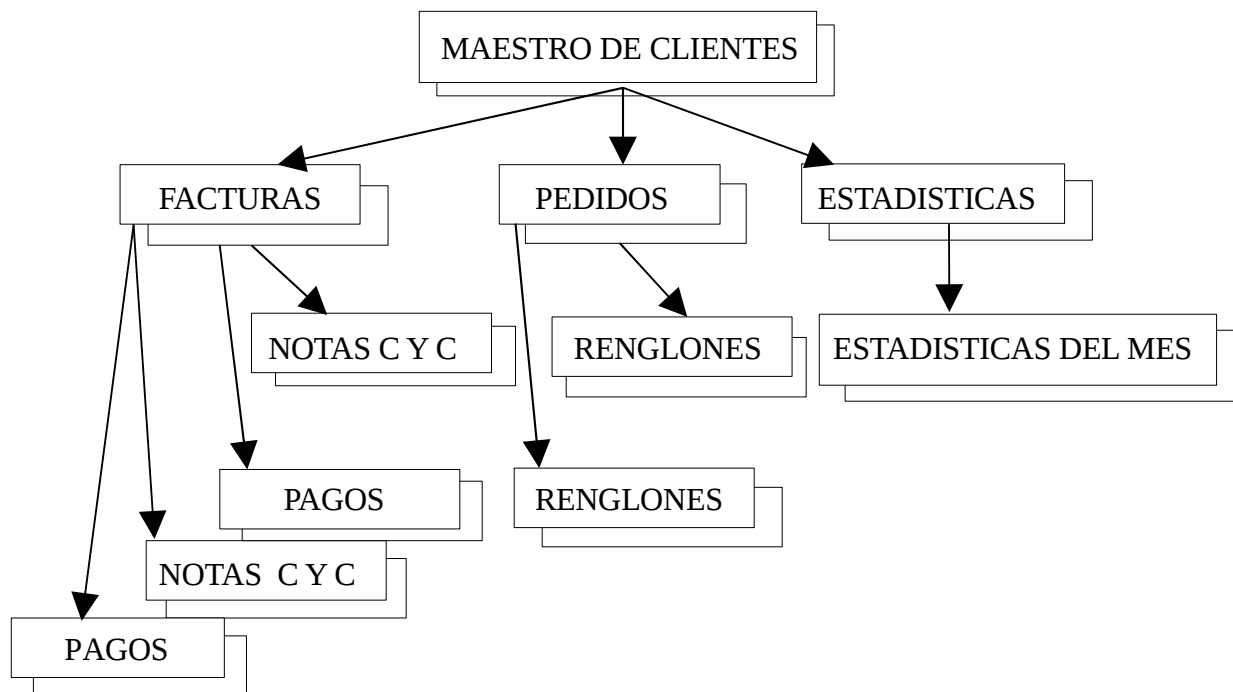 MAESTRO DE CLIENTES
FACTURAS
PEDIDOS
ESTADISTICAS
NOTAS C Y C
RENGLONES
ESTADISTICAS DEL MES
PAGOS
RENGLONES
NOTAS C Y C
PAGOS